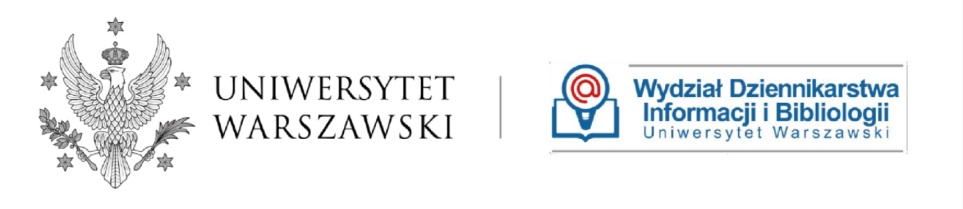 UNIWERSYTET
WARSZAWSKI
@
Wydział Dziennikarstwa
Informacji i Bibliologii
Uniwersytet Warszawski